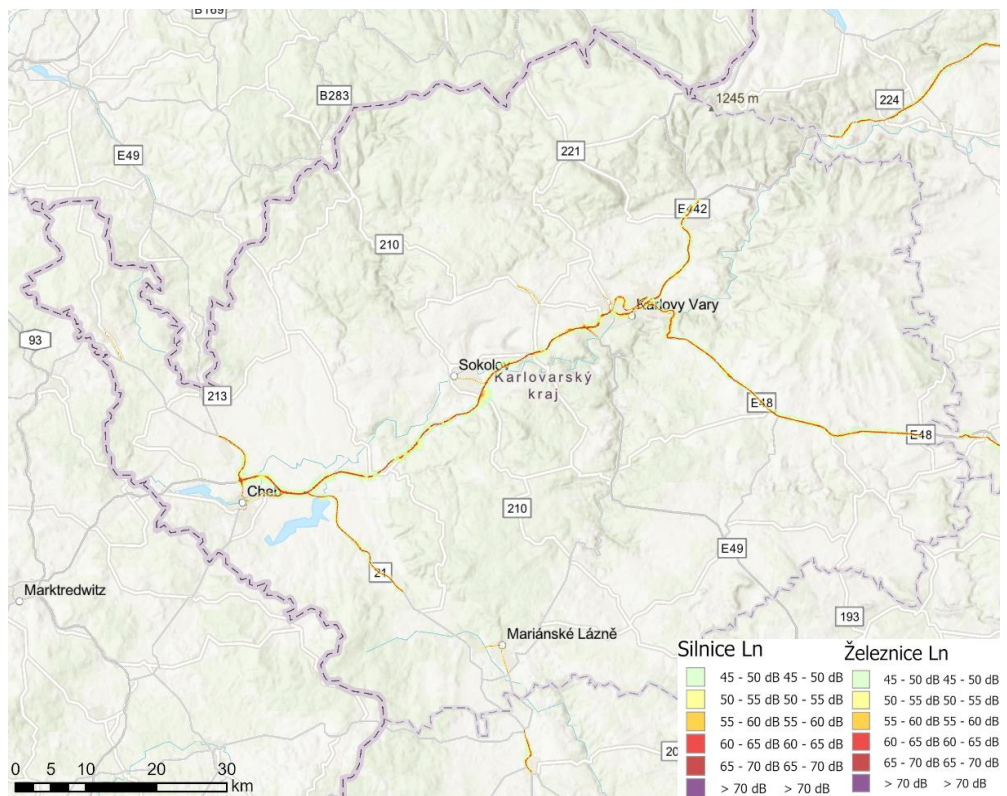 B169
B283
1245 m
224
E49
221
E442
210
Karlovy Vary
93
Sokolov
Karlovarský
kraj
213
E48
E48
Cheb
210
21
E49
Marktredwitz
193
Mariánské Lázně
Silnice Ln
45 - 50 dB 45 - 50 dB
50 - 55 dB 50 - 55 dB
55 - 60 dB 55 - 60 dB
60 - 65 dB 60 - 65 dB
65 - 70 dB 65 - 70 dB
> 70 dB > 70 dB
Železnice Ln
45 - 50 dB 45 - 50 dB
50 - 55 dB 50 - 55 dB
55 - 60 dB 55 - 60 dB
60 - 65 dB 60 - 65 dB
65 - 70 dB 65 - 70 dB
> 70 dB > 70 dB
0 5 10 20 30
km